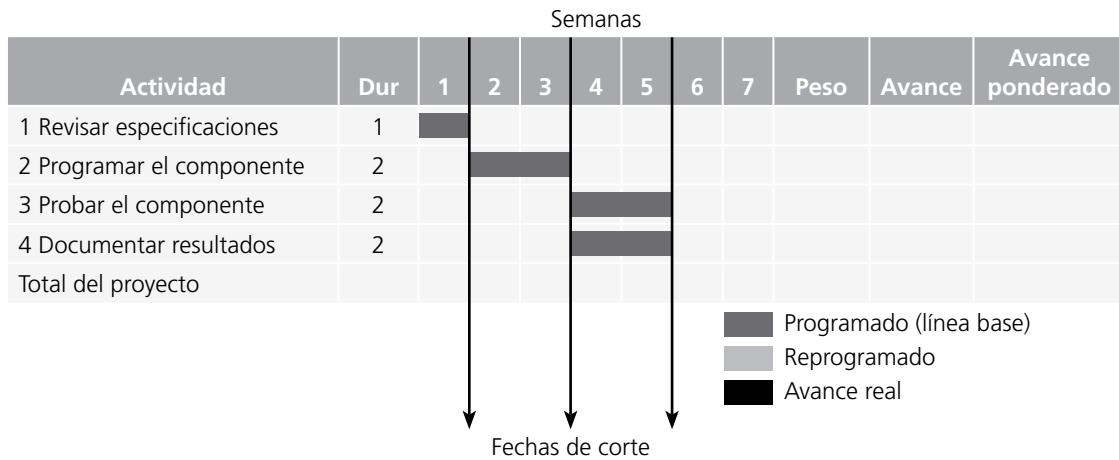 Semanas
Actividad Dur 1 2 3 4 5 6 7 Peso Avance Avance ponderado
1 Revisar especificaciones 1
2 Programar el componente 2
3 Probar el componente 2
4 Documentar resultados 2
Total del proyecto
Programado (línea base)
Reprogramado
Avance real
Fechas de corte